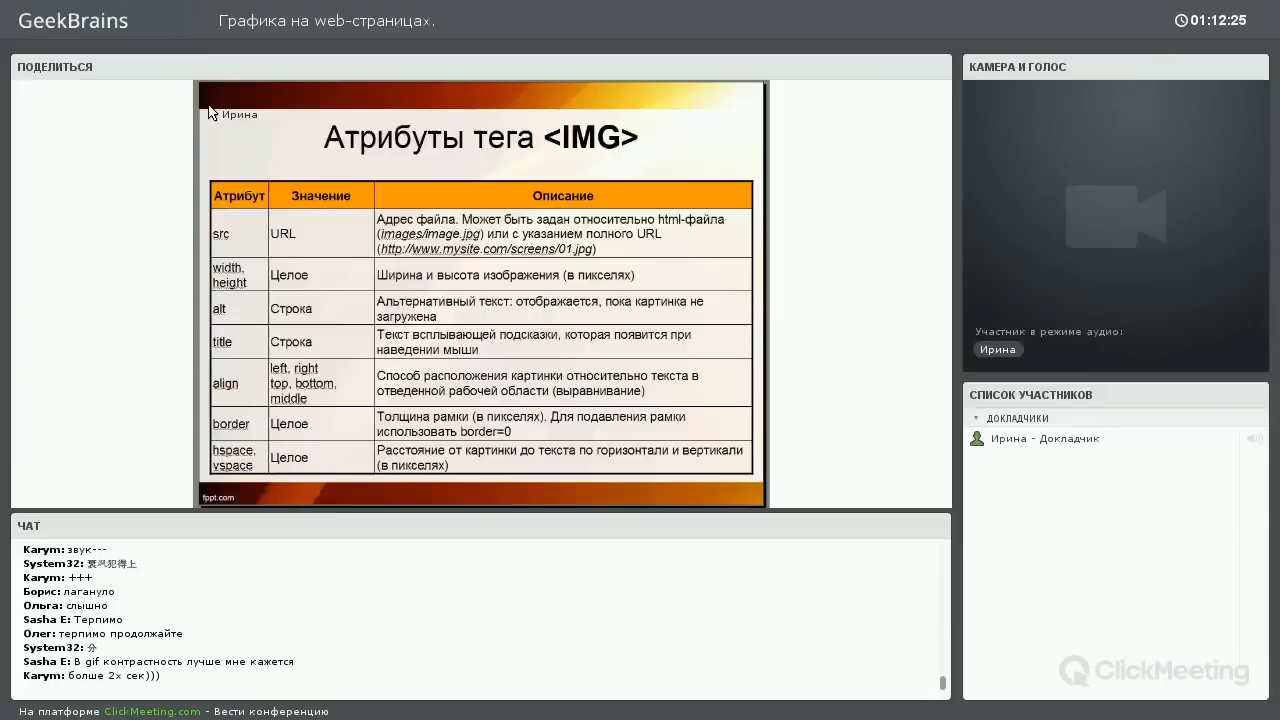 GeekBrains
Графика на web-страницах.
01:12:25
ПОДЕЛИТЬСЯ
КАМЕРА И ГОЛОС
Ирина
Атрибуты тега <IMG>
Атрибут Значение Описание
src URL Адрес файла. Может быть задан относительно html-файла
(images/image.jpg) или с указанием полного URL
(http://www.mysite.com/screens/01.jpg)
width,
height Целое Ширина и высота изображения (в пикселях)
alt Строка Альтернативный текст: отображается, пока картинка не
загружена
title Строка Текст всплывающей подсказки, которая появится при
наведении мыши
align left, right
top, bottom,
middle Способ расположения картинки относительно текста в
отведенной рабочей области (выравнивание)
border Целое Толщина рамки (в пикселях). Для подавления рамки
использовать border=0
hspace,
vspace Целое Расстояние от картинки до текста по горизонтали и вертикали
(в пикселях)
fppt.com
Участник в режиме аудио:
Ирина
СПИСОК УЧАСТНИКОВ
ДОКЛАДЧИКИ
Ирина - Докладчик
ClickMeeting
ЧАТ
Karym: звук---
System32: 犯得上
Karym: +++
Борис: лагануло
Ольга: слышно
Sasha E: Терпимо
Олег: терпимо продолжайте
System32: 分
Sasha E: В gif контрастность лучше мне кажется
Karym: болше 2х сек)))
На платформе ClickMeeting.com - Вести конференцию